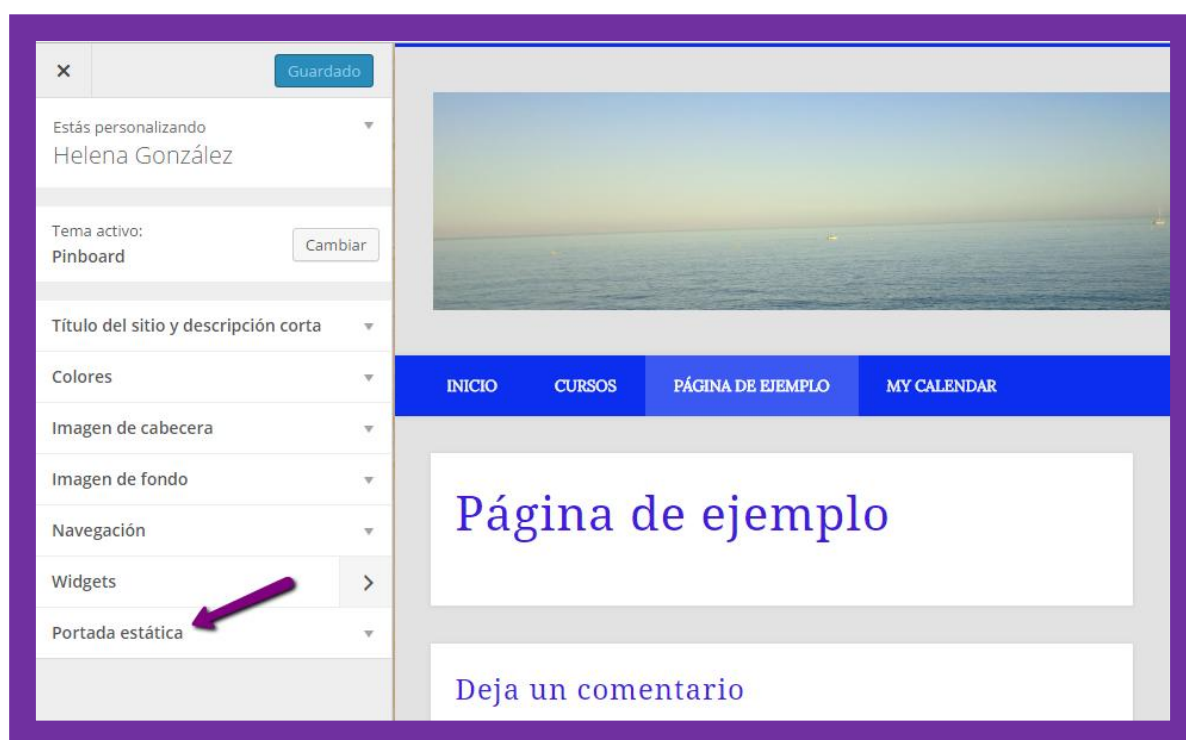 ×
Guardado
Estás personalizando
Helena González
Tema activo:
Pinboard
Cambiar
Título del sitio y descripción corta
Colores
Imagen de cabecera
Imagen de fondo
Navegación
Widgets
Portada estática
INICIO CURSOS PÁGINA DE EJEMPLO MY CALENDAR
Página de ejemplo
Deja un comentario